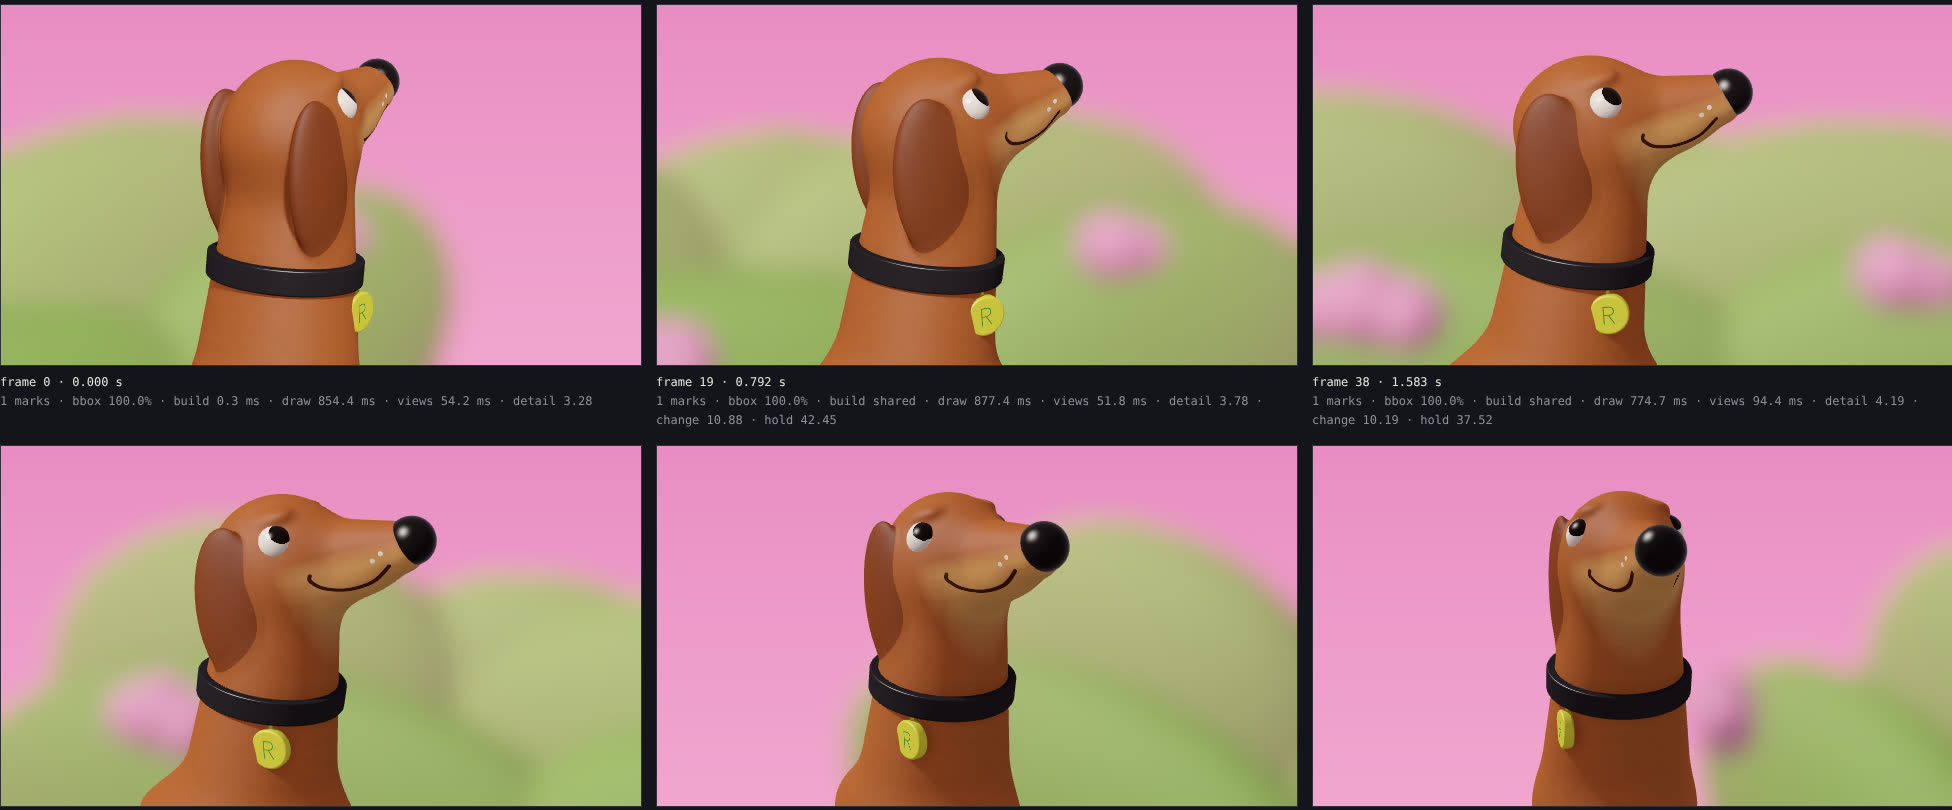 R
R
R
frame 0 · 0.000 s
frame 19 · 0.792 s
frame 38 · 1.583 s
1 marks · bbox 100.0% · build 0.3 ms · draw 854.4 ms · views 54.2 ms · detail 3.28
1 marks · bbox 100.0% · build shared · draw 877.4 ms · views 51.8 ms · detail 3.78 ·
change 10.88 · hold 42.45
1 marks · bbox 100.0% · build shared · draw 774.7 ms · views 94.4 ms · detail 4.19 ·
change 10.19 · hold 37.52
R
R